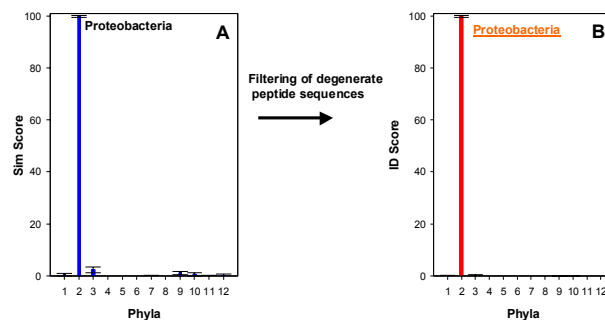 Proteobacteria
A
100
80
60
40
20
0
Sim Score
1 2 3 4 5 6 7 8 9 10 11 12
Phyla
Filtering of degenerate
peptide sequences
Proteobacteria
B
100
80
60
40
20
0
ID Score
1 2 3 4 5 6 7 8 9 10 11 12
Phyla